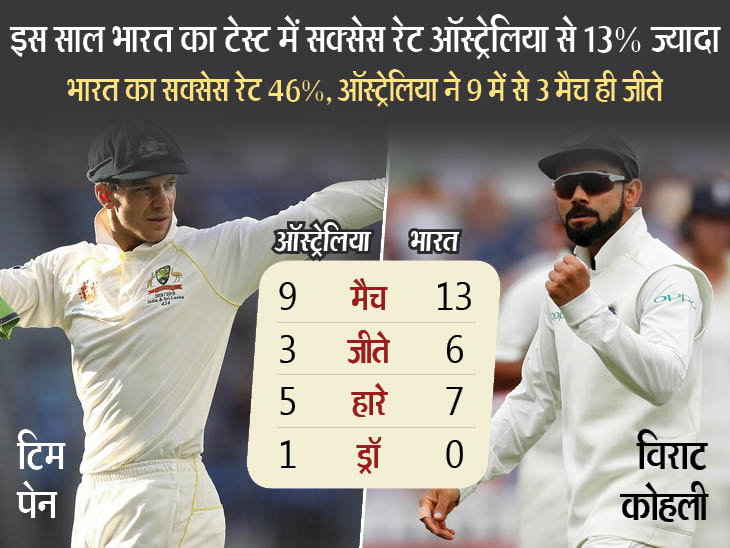 इस साल भारत का टेस्ट में सक्सेस रेट ऑस्ट्रेलिया से 13% ज्यादा
भारत का सक्सेस रेट 46%, ऑस्ट्रेलिया ने 9 में से 3 मैच ही जीते
ऑस्ट्रेलिया भारत
9 मैच 13
3 जीते 6
5 हारे 7
1 ड्रॉ 0
टिम
पेन
विराट
कोहली
oppo